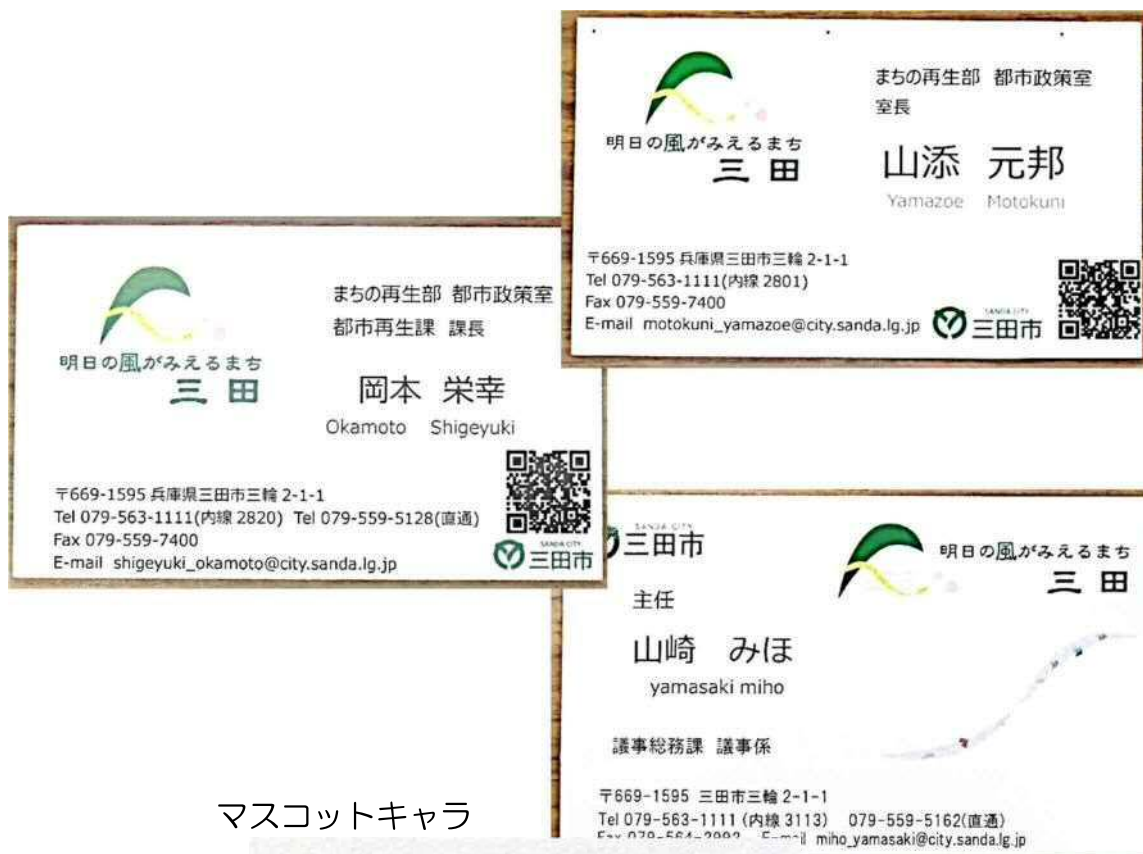 明日の風がみえるまち
三田
まちの再生部 都市政策室
室長
山添 元邦
Yamazoe Motokuni
〒669-1595 兵庫県三田市三輪 2-1-1
Tel 079-563-1111(内線 2801)
Fax 079-559-7400
E-mail motokuni_yamazoe@city.sanda.lg.jp
SANDA CITY
三田市
明日の風がみえるまち
三田
まちの再生部 都市政策室
都市再生課 課長
岡本 栄幸
Okamoto Shigeyuki
〒669-1595 兵庫県三田市三輪 2-1-1
Tel 079-563-1111(内線 2820) Tel 079-559-5128(直通)
Fax 079-559-7400
E-mail shigeyuki_okamoto@city.sanda.lg.jp
SANDA CITY
三田市
SANDA CITY
三田市
明日の風がみえるまち
三田
主任
山崎 みほ
yamasaki miho
議事総務課 議事係
〒669-1595 三田市三輪 2-1-1
Tel 079-563-1111 (内線 3113) 079-559-5162(直通)
Fax E-mail miho_yamasaki@city.sanda.lg.jp
マスコットキャラ